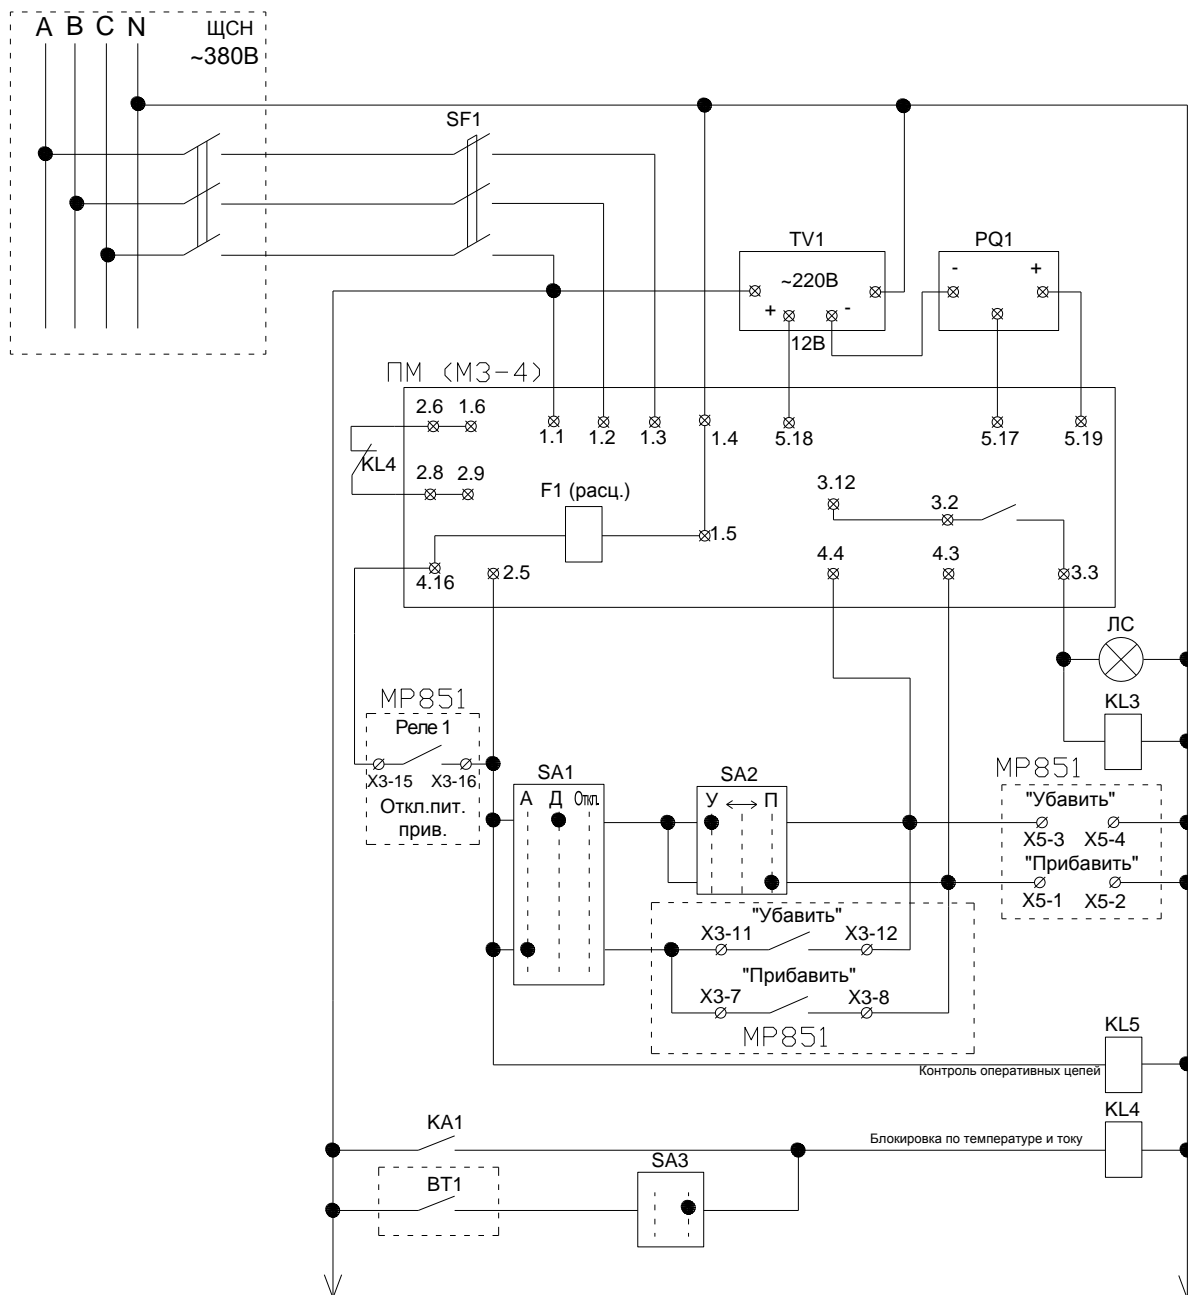 A B C N
ЩСН
~380В
SF1
TV1
PQ1
~220В
+
-
12В
-
+
ПМ (МЗ-4)
2.6 1.6
1.1
1.2
1.3
1.4
5.18
5.17
5.19
KL4
2.8 2.9
F1 (расц.)
3.12
3.2
1.5
4.4
4.3
4.16
2.5
3.3
ЛС
KL3
МР851
Реле 1
X3-15 X3-16
Откл.пит.
прив.
SA1
А Д Откл.
SA2
У П
МР851
"Убавить"
X5-3 X5-4
"Прибавить"
X5-1 X5-2
"Убавить"
X3-11 X3-12
"Прибавить"
X3-7 X3-8
МР851
KL5
Контроль оперативных цепей
KL4
KA1
Блокировка по температуре и току
SA3
BT1